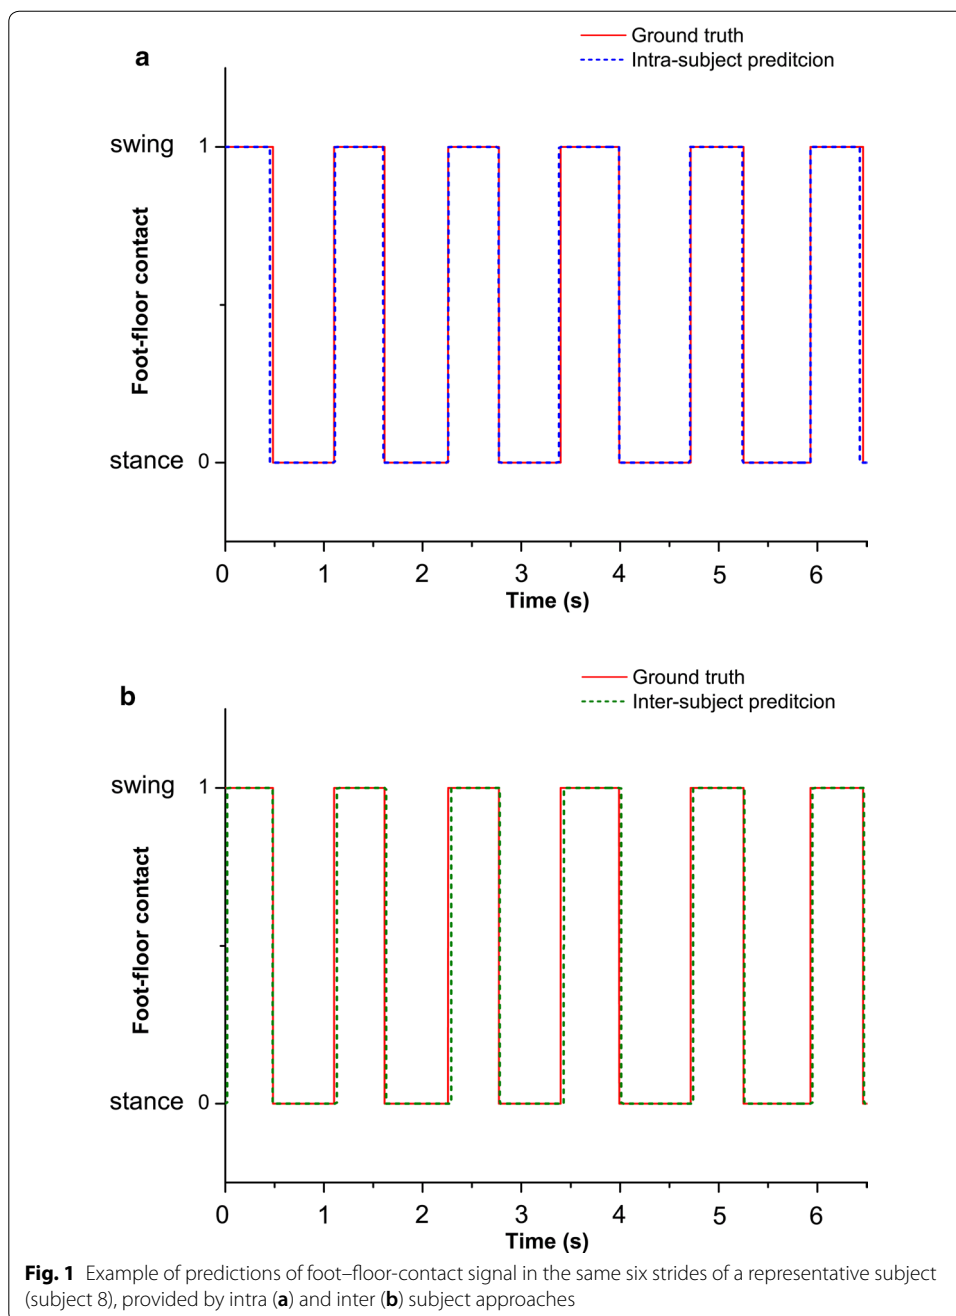 a
Ground truth
Intra-subject preditcion
swing 1
Foot-floor contact
stance 0
0 1 2 3 4 5 6
Time (s)
b
Ground truth
Inter-subject preditcion
swing 1
Foot-floor contact
stance 0
0 1 2 3 4 5 6
Time (s)
Fig. 1 Example of predictions of foot–floor-contact signal in the same six strides of a representative subject
(subject 8), provided by intra (a) and inter (b) subject approaches